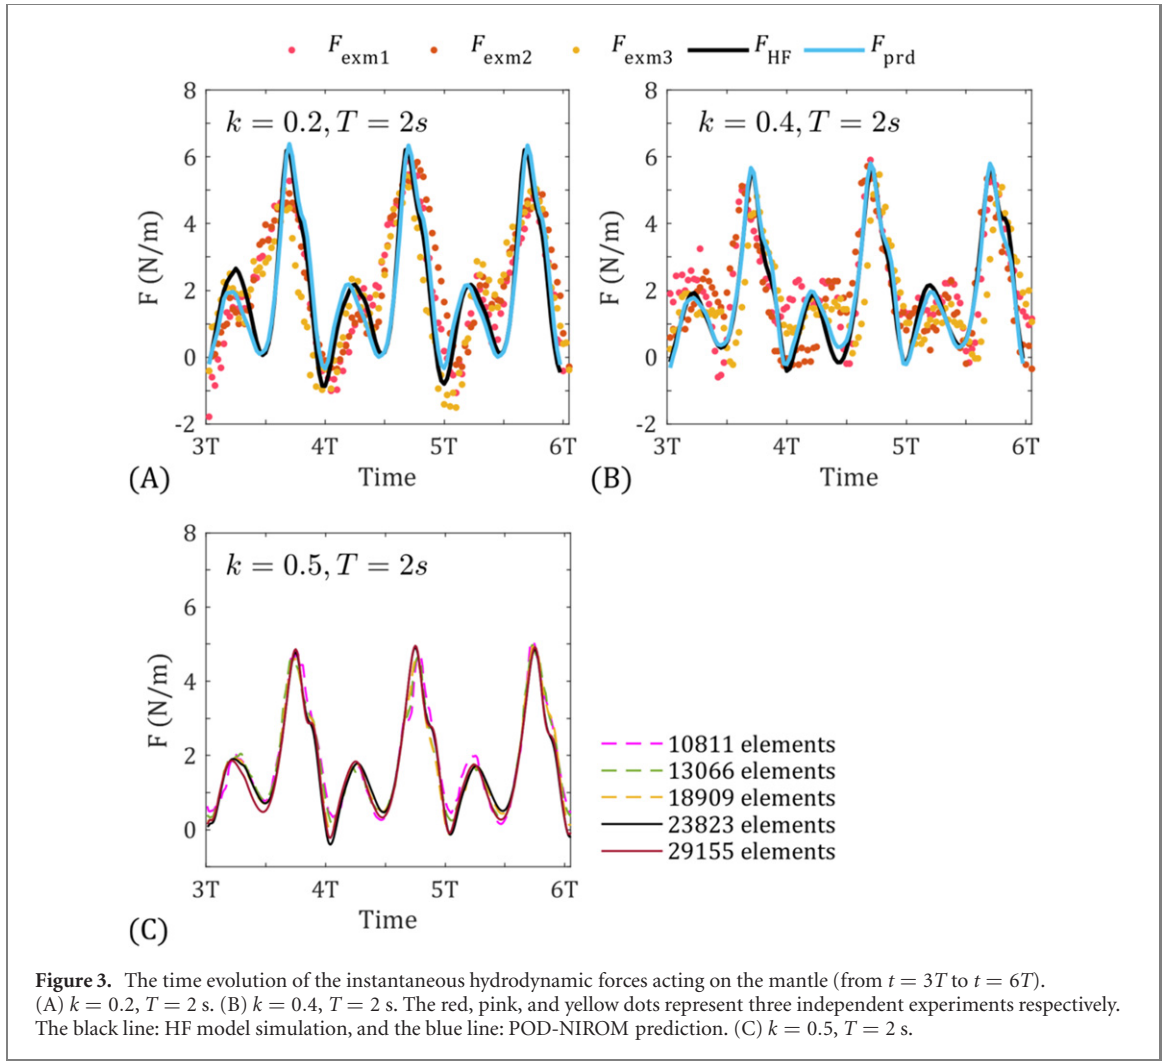 F_exm1 F_exm2 F_exm3 F_HF F_prd
k = 0.2, T = 2s
8
6
4
2
0
-2
F (N/m)
3T 4T 5T 6T
Time
(A)
k = 0.4, T = 2s
8
6
4
2
0
-2
F (N/m)
3T 4T 5T 6T
Time
(B)
k = 0.5, T = 2s
8
6
4
2
0
F (N/m)
3T 4T 5T 6T
Time
(C)
10811 elements
13066 elements
18909 elements
23823 elements
29155 elements
Figure 3. The time evolution of the instantaneous hydrodynamic forces acting on the mantle (from t = 3T to t = 6T).
(A) k = 0.2, T = 2 s. (B) k = 0.4, T = 2 s. The red, pink, and yellow dots represent three independent experiments respectively.
The black line: HF model simulation, and the blue line: POD-NIROM prediction. (C) k = 0.5, T = 2 s.